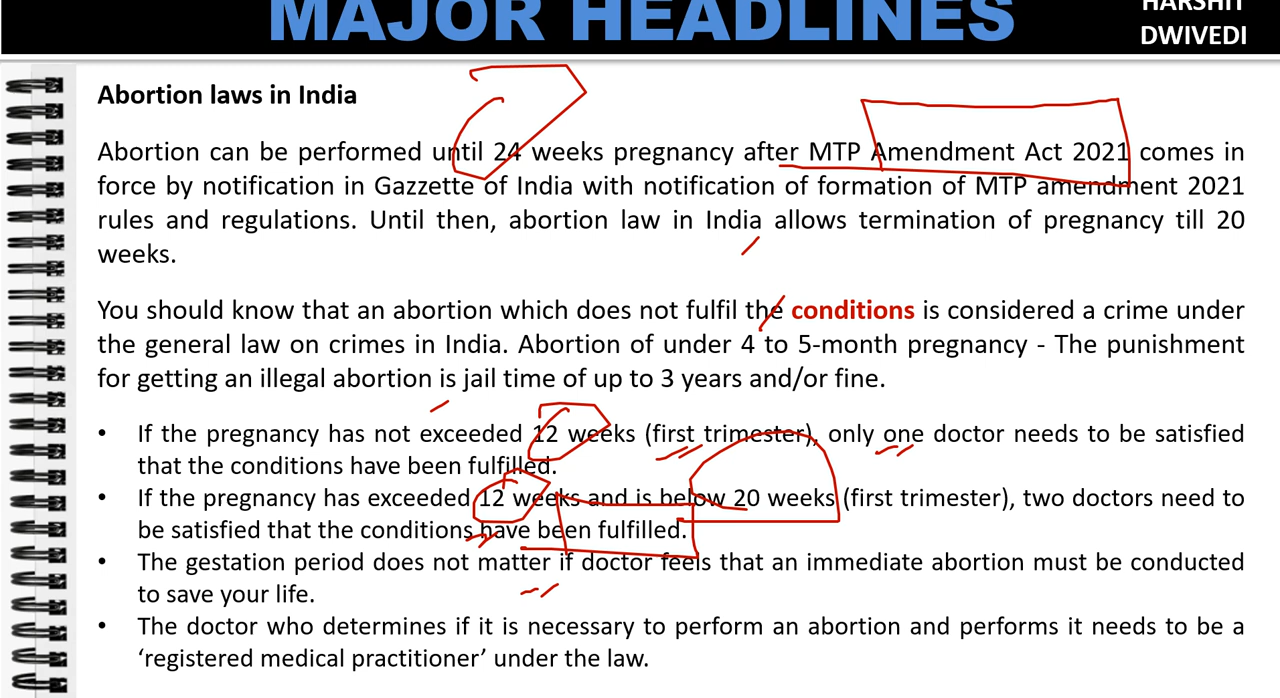 MAJOR HEADLINES
HARSHIT
DWIVEDI
Abortion laws in India
Abortion can be performed until 24 weeks pregnancy after MTP Amendment Act 2021 comes in
force by notification in Gazzette of India with notification of formation of MTP amendment 2021
rules and regulations. Until then, abortion law in India allows termination of pregnancy till 20
weeks.
You should know that an abortion which does not fulfil the conditions is considered a crime under
the general law on crimes in India. Abortion of under 4 to 5-month pregnancy - The punishment
for getting an illegal abortion is jail time of up to 3 years and/or fine.
• If the pregnancy has not exceeded 12 weeks (first trimester), only one doctor needs to be satisfied
that the conditions have been fulfilled.
• If the pregnancy has exceeded 12 weeks and is below 20 weeks (first trimester), two doctors need to
be satisfied that the conditions have been fulfilled.
• The gestation period does not matter if doctor feels that an immediate abortion must be conducted
to save your life.
• The doctor who determines if it is necessary to perform an abortion and performs it needs to be a
‘registered medical practitioner’ under the law.